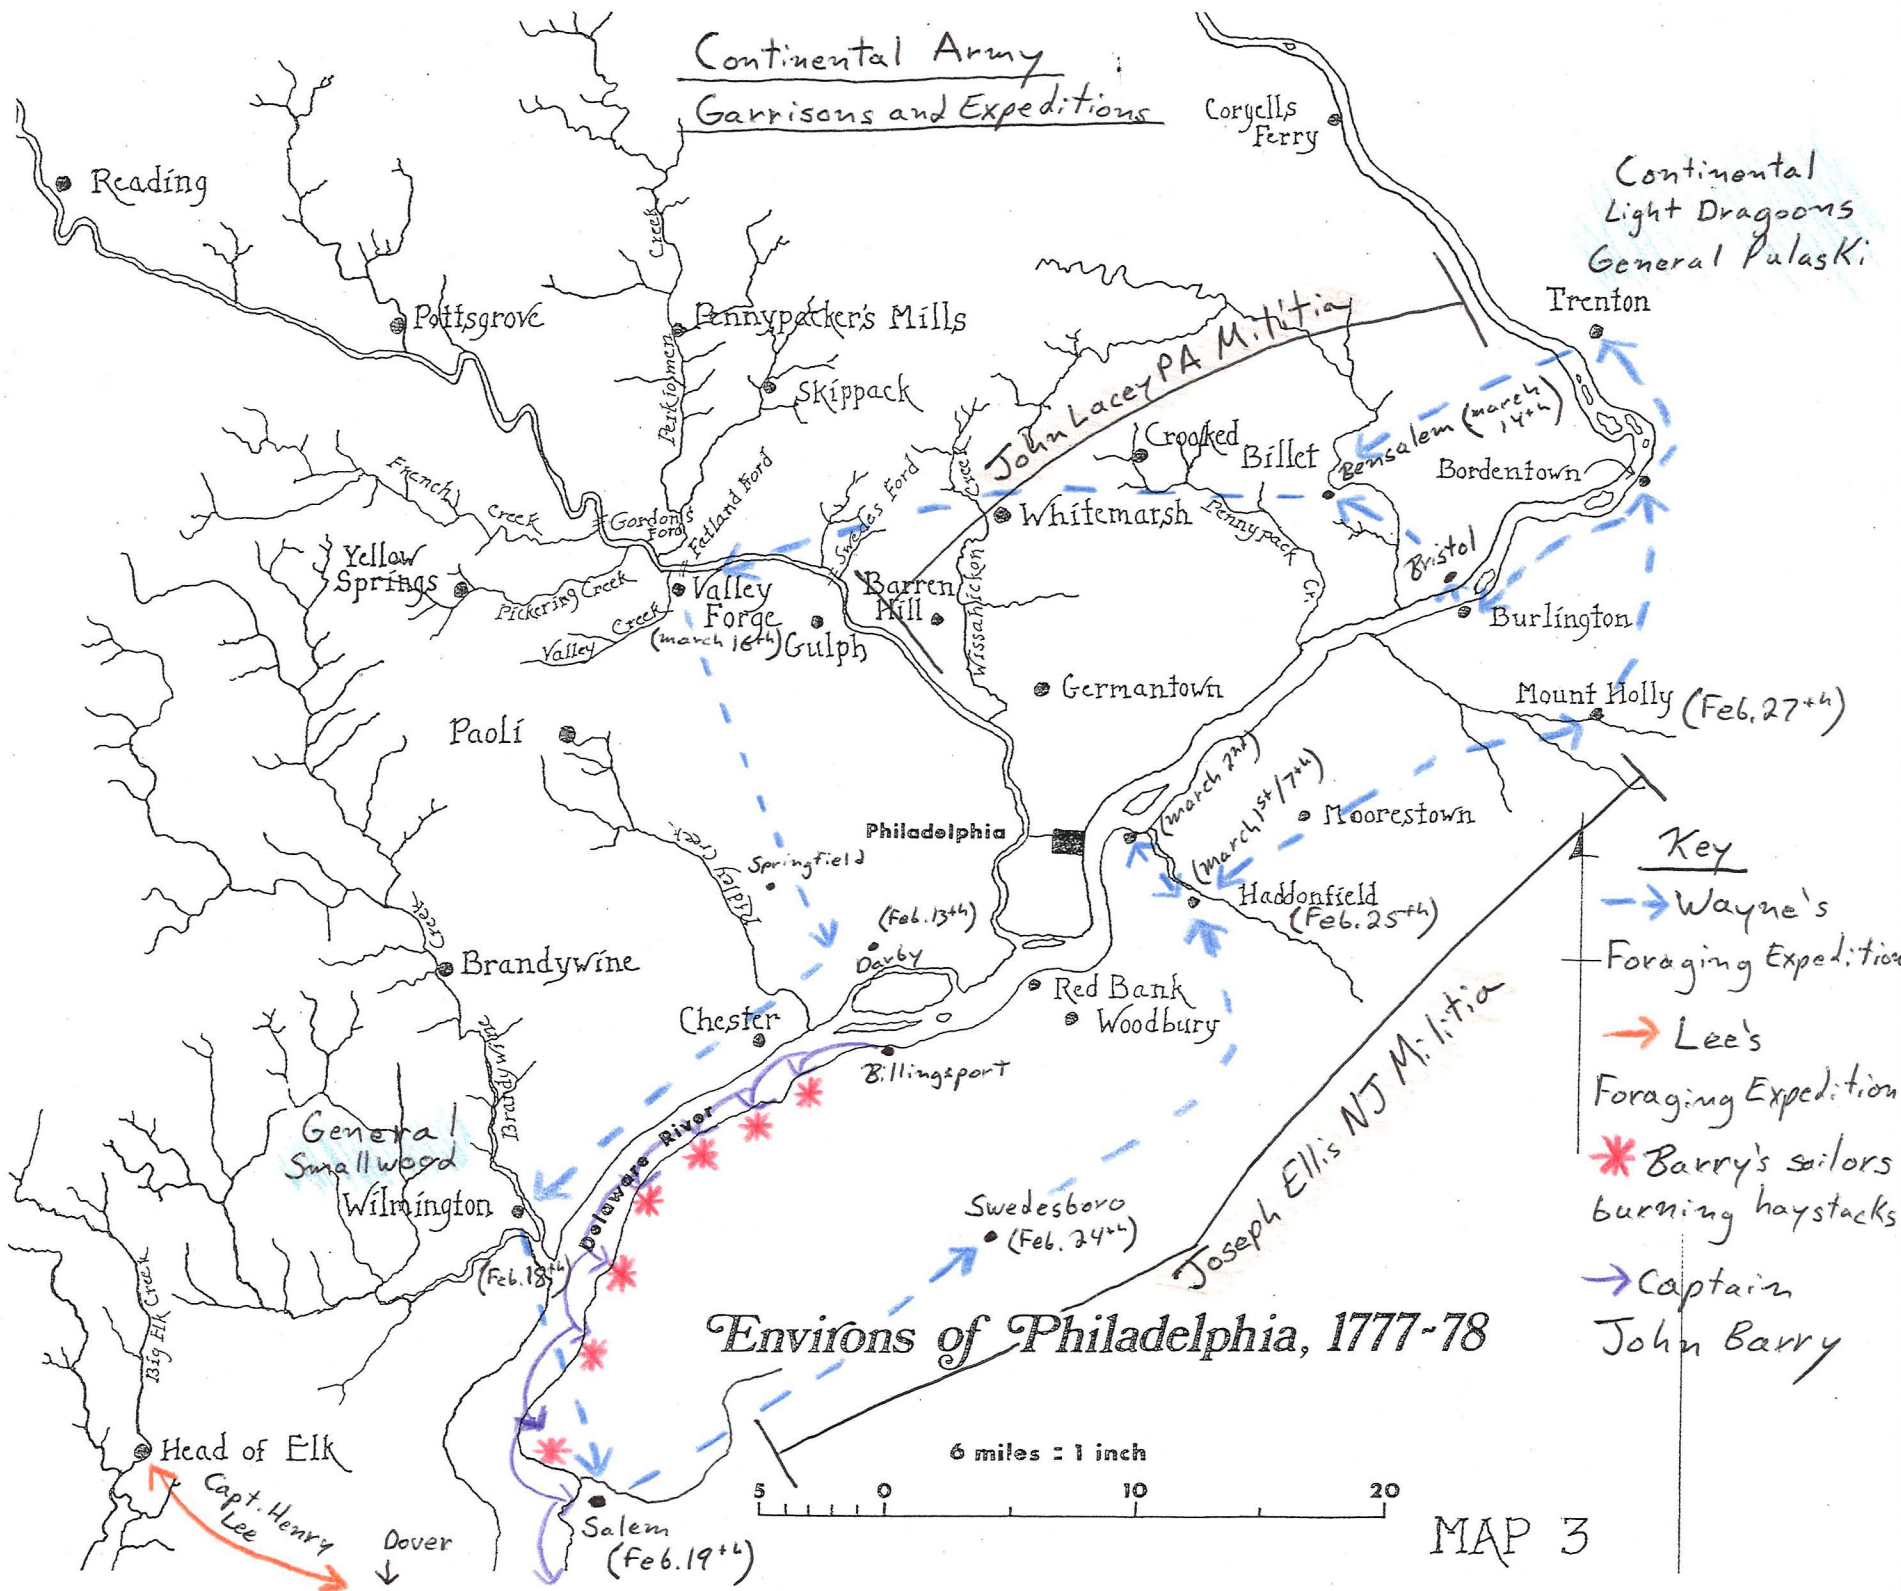 Continental Army
Garrisons and Expeditions
Coryells
Ferry
Reading
Continental
Light Dragoons
General Pulaski
Trenton
Creek
Pottsgrove
Pennypacker's Mills
John Lacey PA Militia
Perkiomen
Skippack
Bensalem (march
14th)
Crooked
Billet
Bordentown
French
Creek
Gordon's
Ford
Fatland Ford
Swedes Ford
Creek
Whitemarsh
Pennypack
Cr.
Bristol
Yellow
Springs
Pickering Creek
Valley
Forge
(march 16th)
Valley
Creek
Gulph
Barren
Hill
Wissahickon
Burlington
Germantown
Mount Holly (Feb. 27th)
Paoli
(march 2nd)
(march 1st/7th)
Moorestown
Philadelphia
Springfield
Ridley
Creek
Haddonfield
(Feb. 25th)
(Feb. 13th)
Darby
Creek
Brandywine
Red Bank
Woodbury
Chester
Billingsport
Brandywine
General
Smallwood
Wilmington
(Feb. 18th)
Delaware River
Swedesboro
(Feb. 24th)
Joseph Ellis NJ Militia
Key
Wayne's
Foraging Expedition
Lee's
Foraging Expedition
Barry's sailors
burning haystacks
Captain
John Barry
Big Elk Creek
Environs of Philadelphia, 1777-78
Head of Elk
Capt. Henry
Lee
Dover
Salem
(Feb. 19th)
6 miles = 1 inch
5 0 10 20
MAP 3